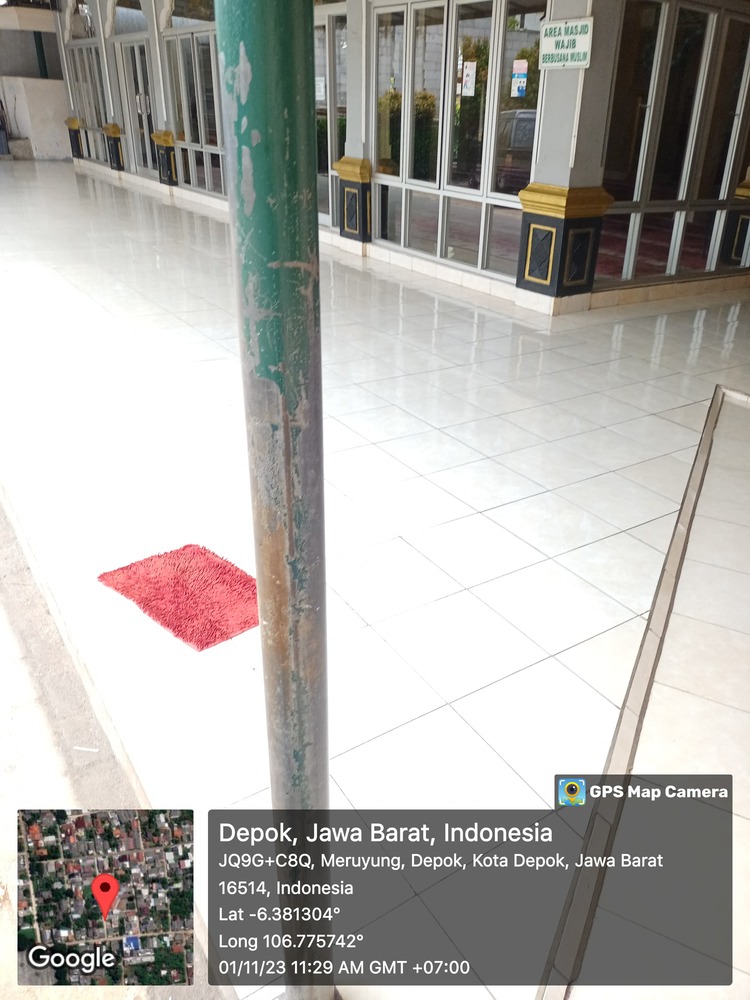 AREA MASJID
WAJIB
BERBUSANA MUSLIM
GPS Map Camera
Depok, Jawa Barat, Indonesia
JQ9G+C8Q, Meruyung, Depok, Kota Depok, Jawa Barat
16514, Indonesia
Lat -6.381304°
Long 106.775742°
01/11/23 11:29 AM GMT +07:00
Google